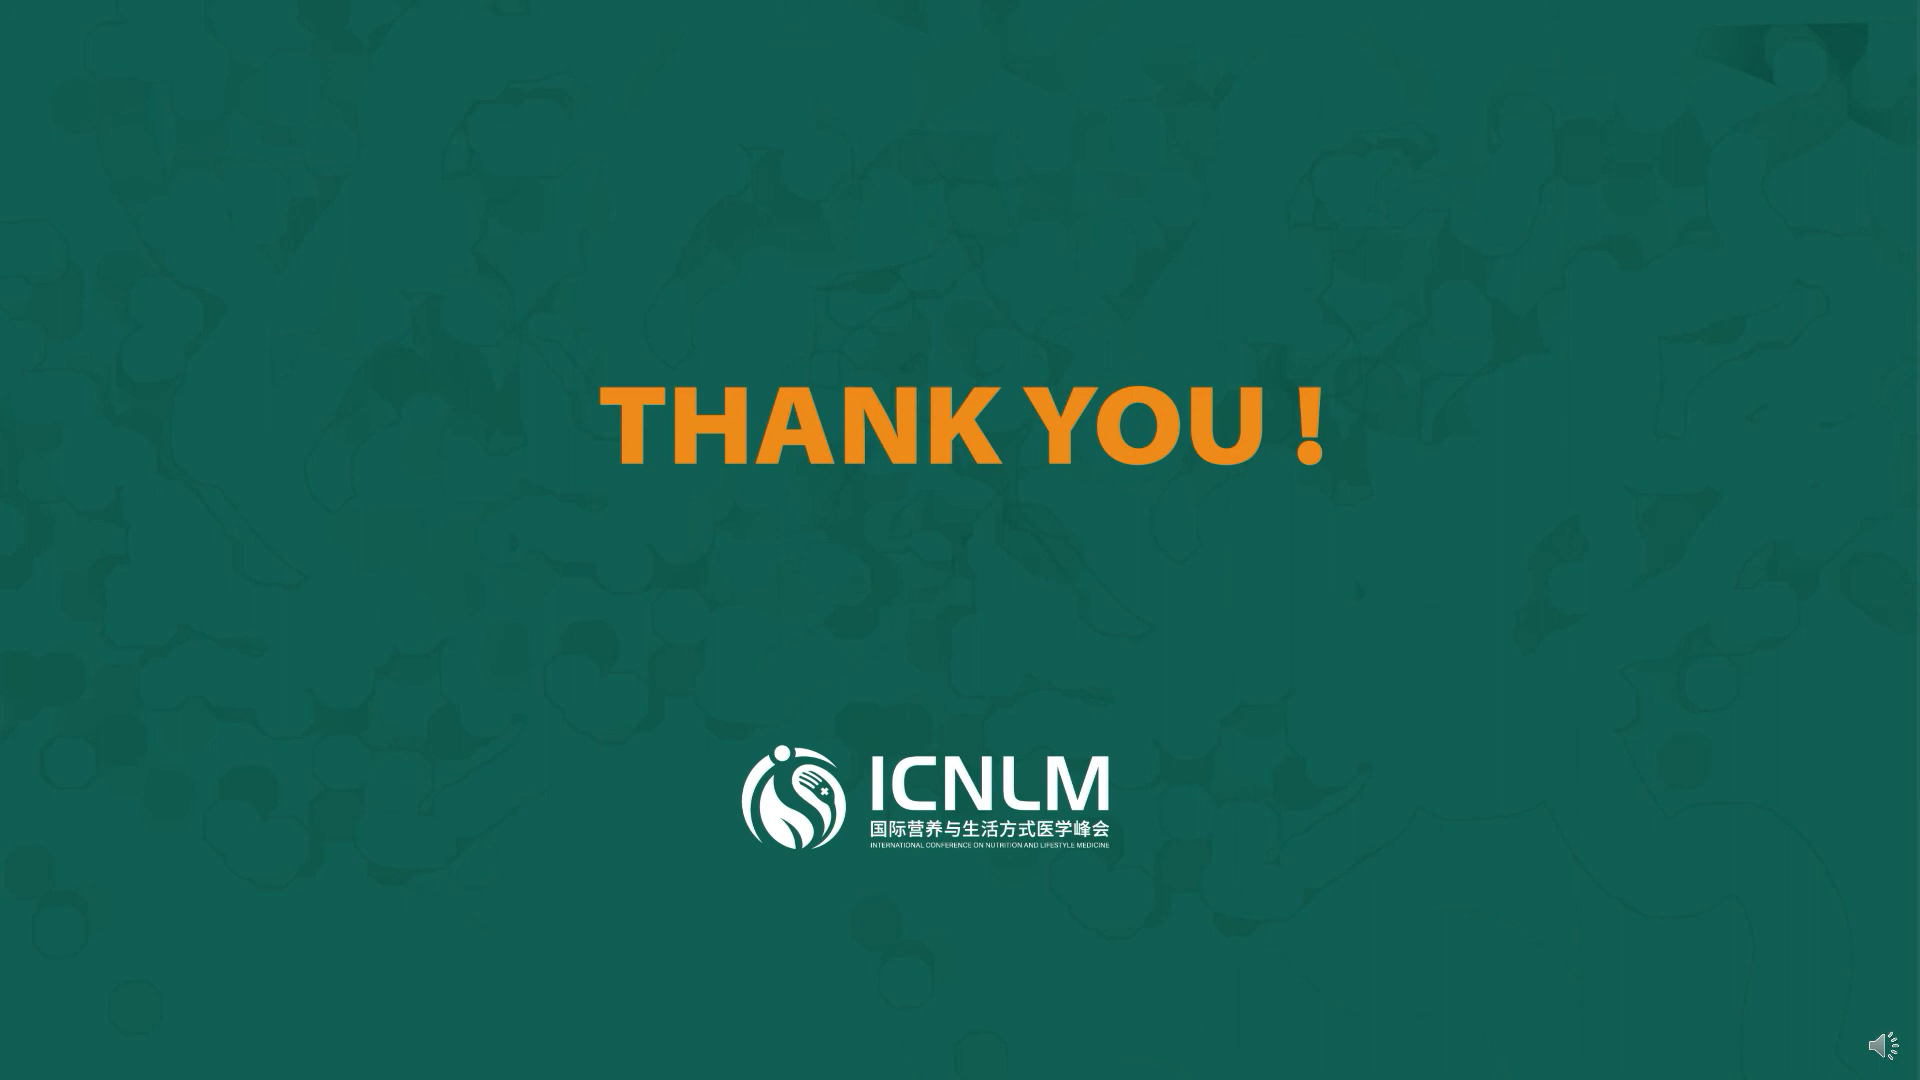 THANK YOU !
ICNLM
国际营养与生活方式医学峰会
INTERNATIONAL CONFERENCE ON NUTRITION AND LIFESTYLE MEDICINE